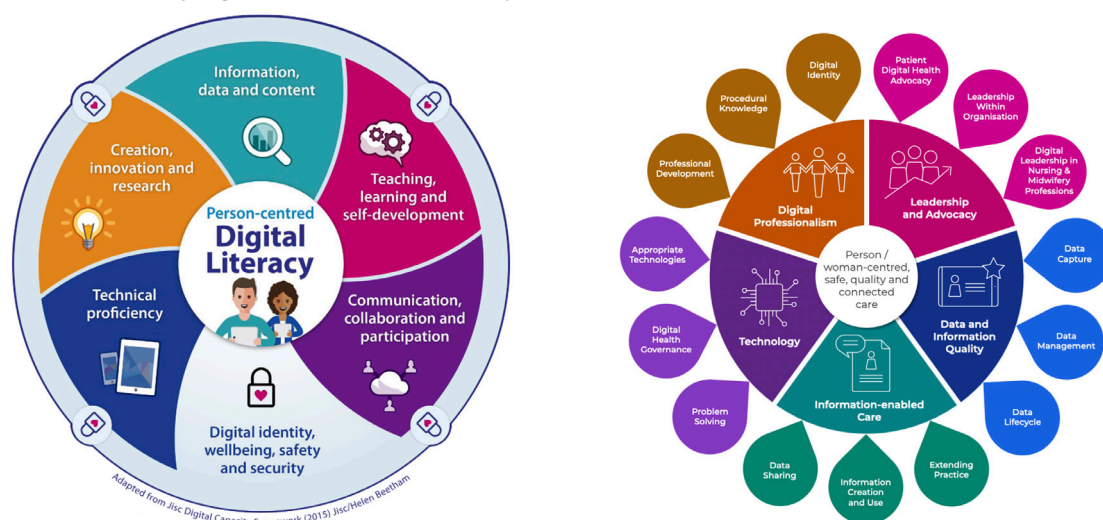 Information,
data and content
Creation,
innovation and
research
Teaching,
learning and
self-development
Person-centred
Digital
Literacy
Technical
proficiency
Communication,
collaboration and
participation
Digital identity,
wellbeing, safety
and security
Adapted from Jisc Digital Capacity Framework (2015) Jisc/Helen Beetham
Digital
Identity
Patient
Digital Health
Advocacy
Procedural
Knowledge
Leadership
Within
Organisation
Professional
Development
Digital
Leadership in
Nursing &
Midwifery
Professions
Digital
Professionalism
Leadership
and Advocacy
Appropriate
Technologies
Person /
woman-centred,
safe, quality and
connected
care
Data
Capture
Digital
Health
Governance
Technology
Data and
Information
Quality
Data
Management
Problem
Solving
Information-enabled
Care
Data
Lifecycle
Data
Sharing
Information
Creation
and Use
Extending
Practice